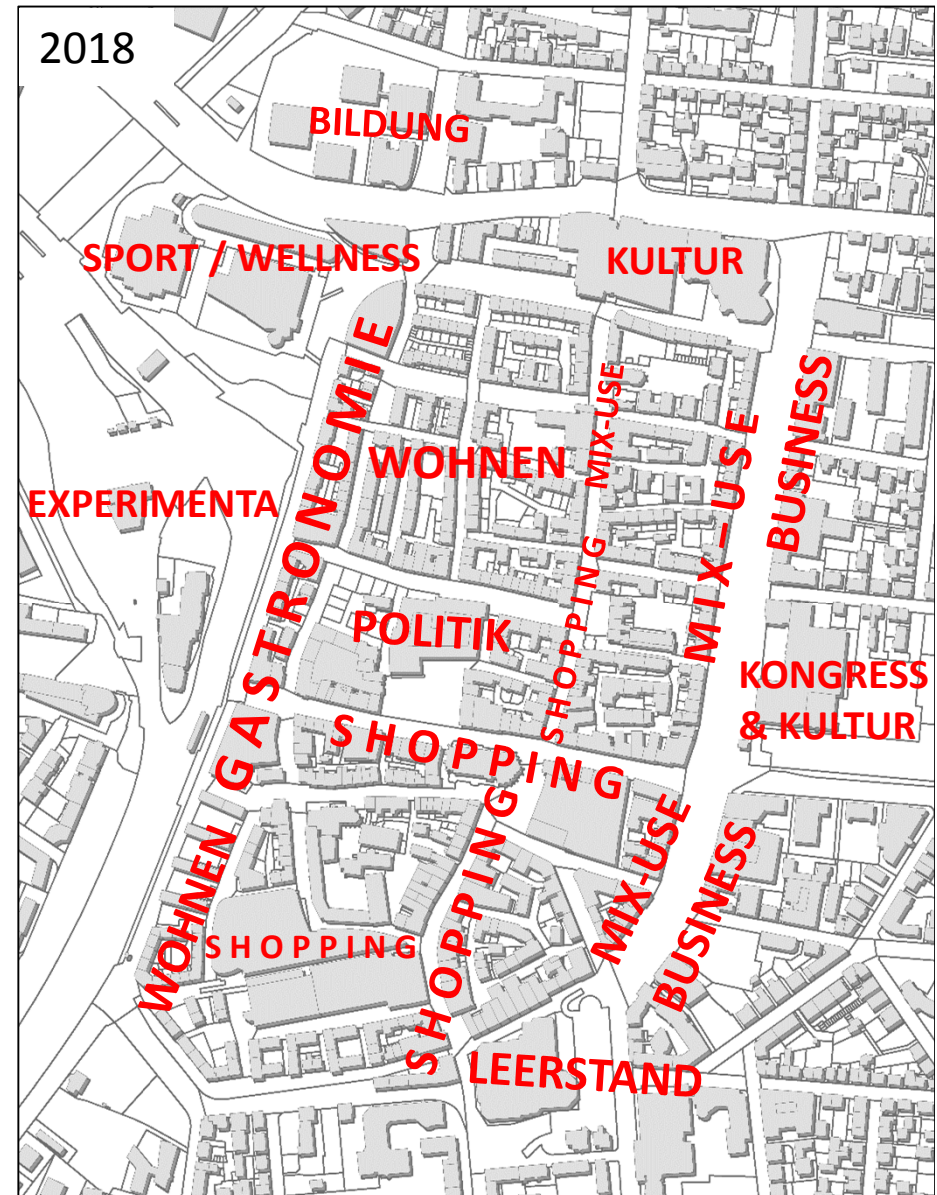 2018
BILDUNG
SPORT / WELLNESS
KULTUR
GASTRONOMIE
MIX-USE
BUSINESS
WOHNEN
MIX-USE
EXPERIMENTA
SHOPPING
POLITIK
KONGRESS
& KULTUR
SHOPPING
WOHNEN
SHOPPING
MIX-USE
BUSINESS
SHOPPING
LEERSTAND